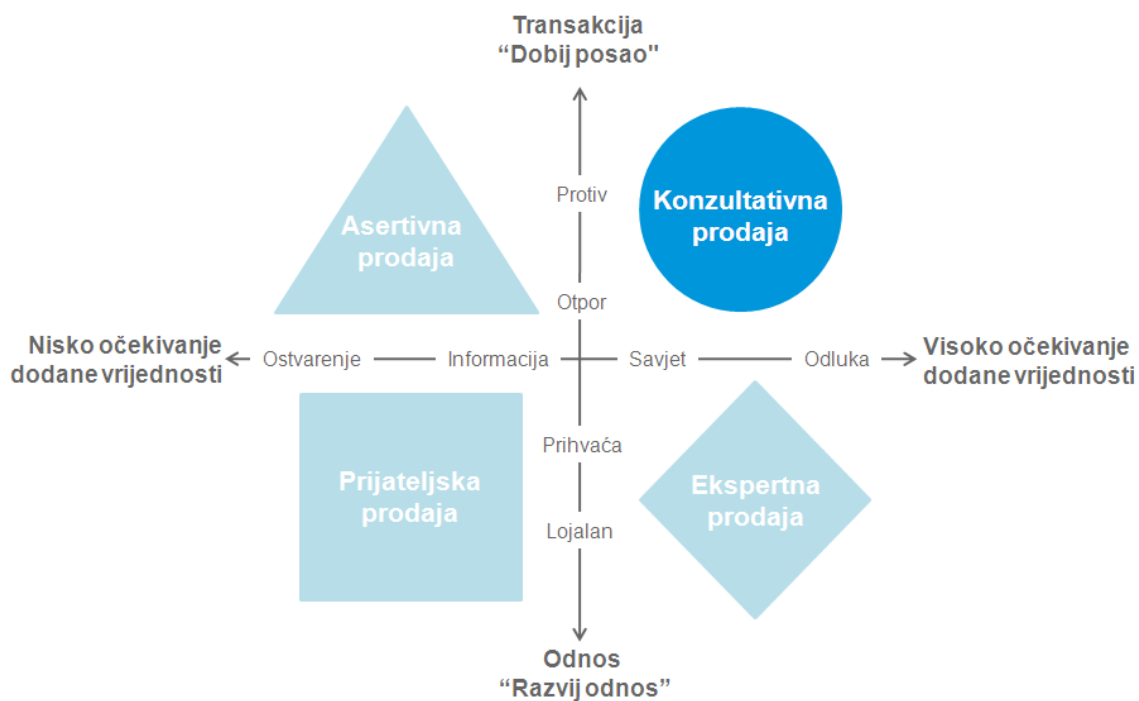 Transakcija
“Dobij posao"
Protiv
Konzultativna
prodaja
Asertivna
prodaja
Otpor
Nisko očekivanje
dodane vrijednosti
Ostvarenje
Informacija
Savjet
Odluka
Visoko očekivanje
dodane vrijednosti
Prihvaća
Prijateljska
prodaja
Ekspertna
prodaja
Lojalan
Odnos
“Razvij odnos”